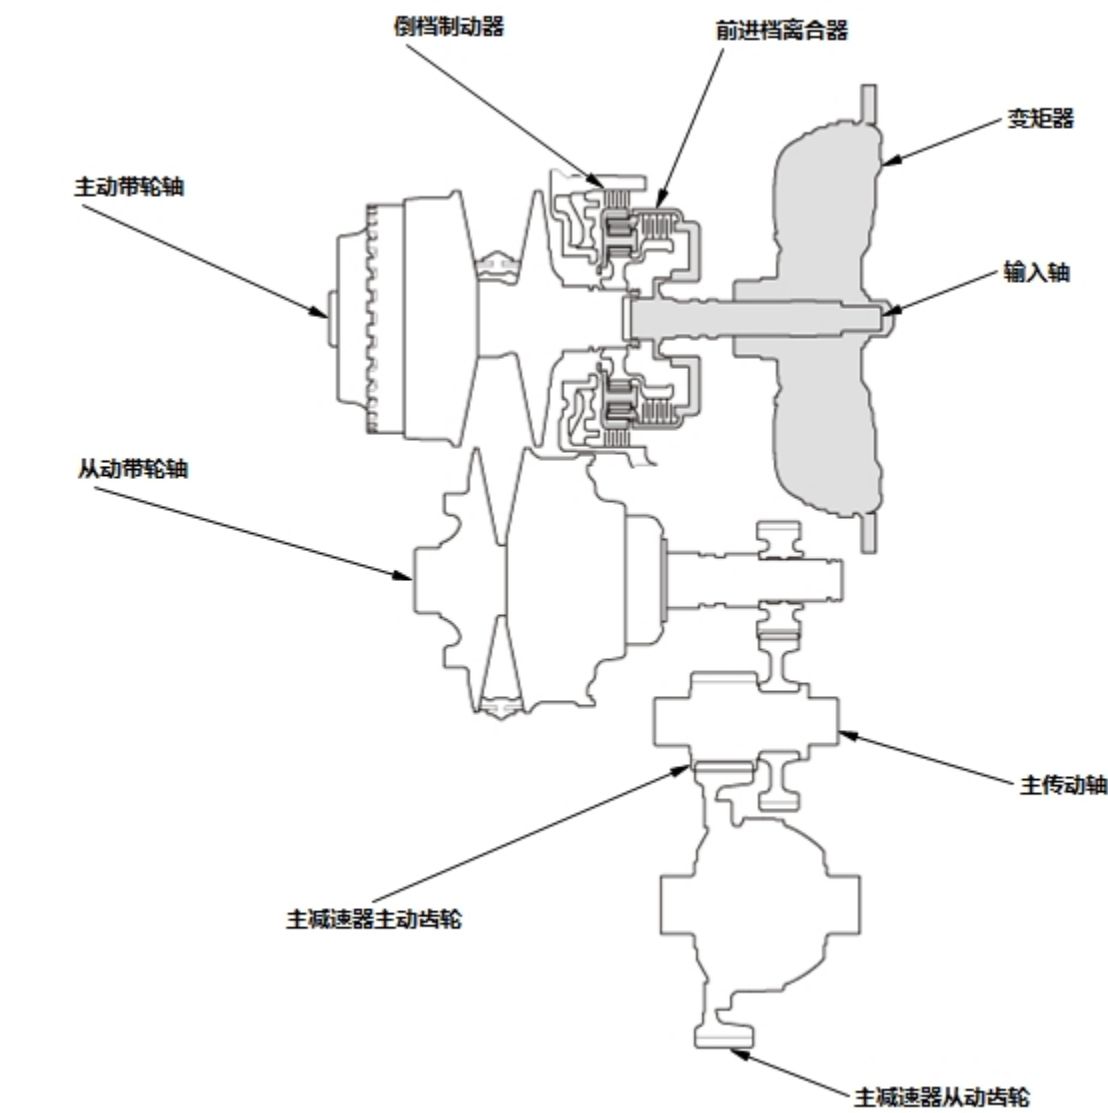 倒档制动器
前进档离合器
变矩器
主动带轮轴
输入轴
从动带轮轴
主传动轴
主减速器主动齿轮
主减速器从动齿轮